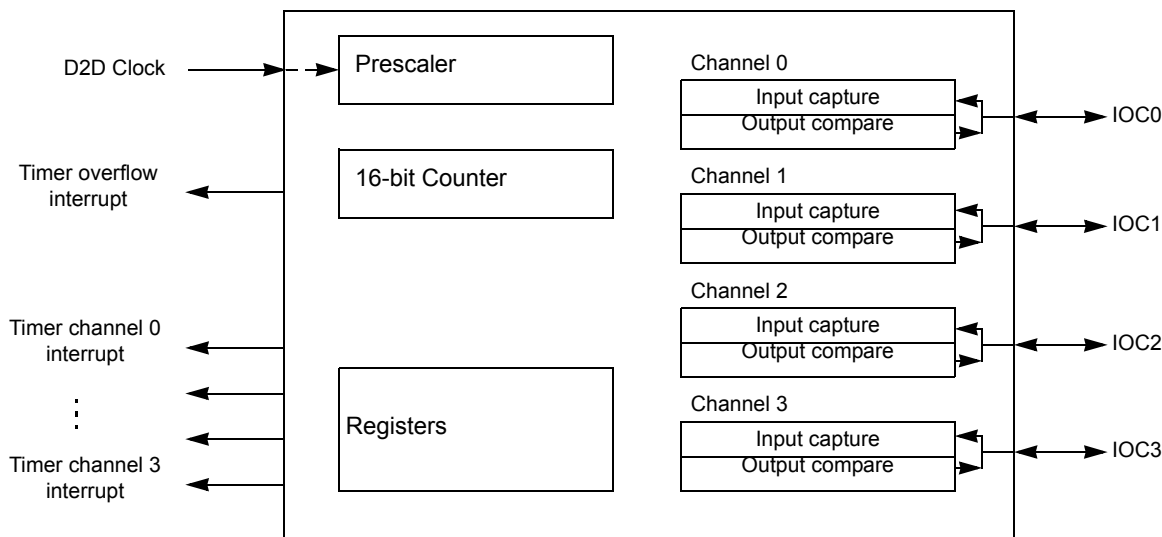 D2D Clock
Timer overflow
interrupt
Timer channel 0
interrupt
Timer channel 3
interrupt
Prescaler
16-bit Counter
Registers
Channel 0
Input capture
Output compare
Channel 1
Input capture
Output compare
Channel 2
Input capture
Output compare
Channel 3
Input capture
Output compare
IOC0
IOC1
IOC2
IOC3